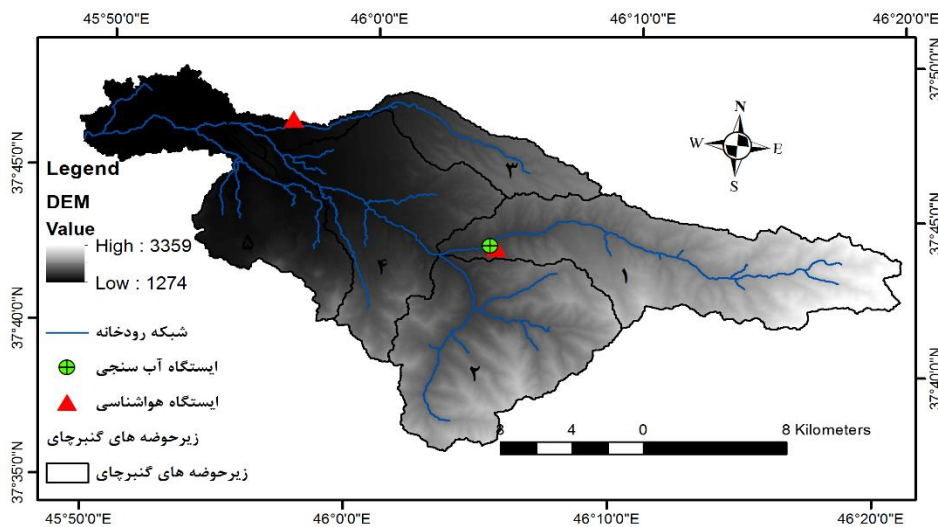 45°50'0"E 46°0'0"E 46°10'0"E 46°20'0"E
37°50'0"N
37°45'0"N
37°45'0"N
37°40'0"N
37°40'0"N
37°35'0"N
N
W E
S
Legend
DEM
Value
High : 3359
Low : 1274
شبکه رودخانه
ایستگاه آب سنجی
ایستگاه هواشناسی
زیرحوضه های گنبرچای
زیرحوضه های گنبرچای
۳
۵
۴
۱
۲
8 4 0 8 Kilometers
45°50'0"E 46°0'0"E 46°10'0"E 46°20'0"E